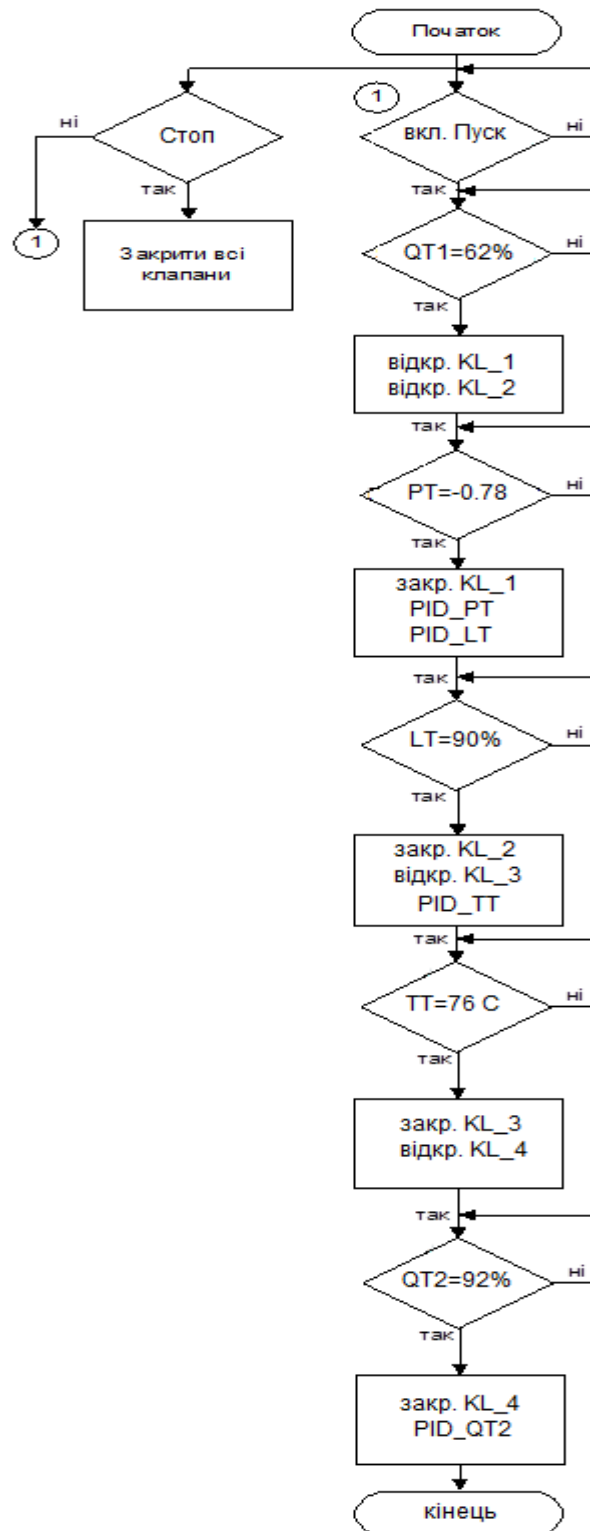 Початок
1
ні
Стоп
вкл. Пуск
ні
так
так
1
Закрити всі
клапани
QT1=62%
ні
так
відкр. KL_1
відкр. KL_2
так
PT=-0.78
ні
так
закр. KL_1
PID_PT
PID_LT
так
LT=90%
ні
так
закр. KL_2
відкр. KL_3
PID_TT
так
TT=76 C
ні
так
закр. KL_3
відкр. KL_4
так
QT2=92%
ні
так
закр. KL_4
PID_QT2
кінець